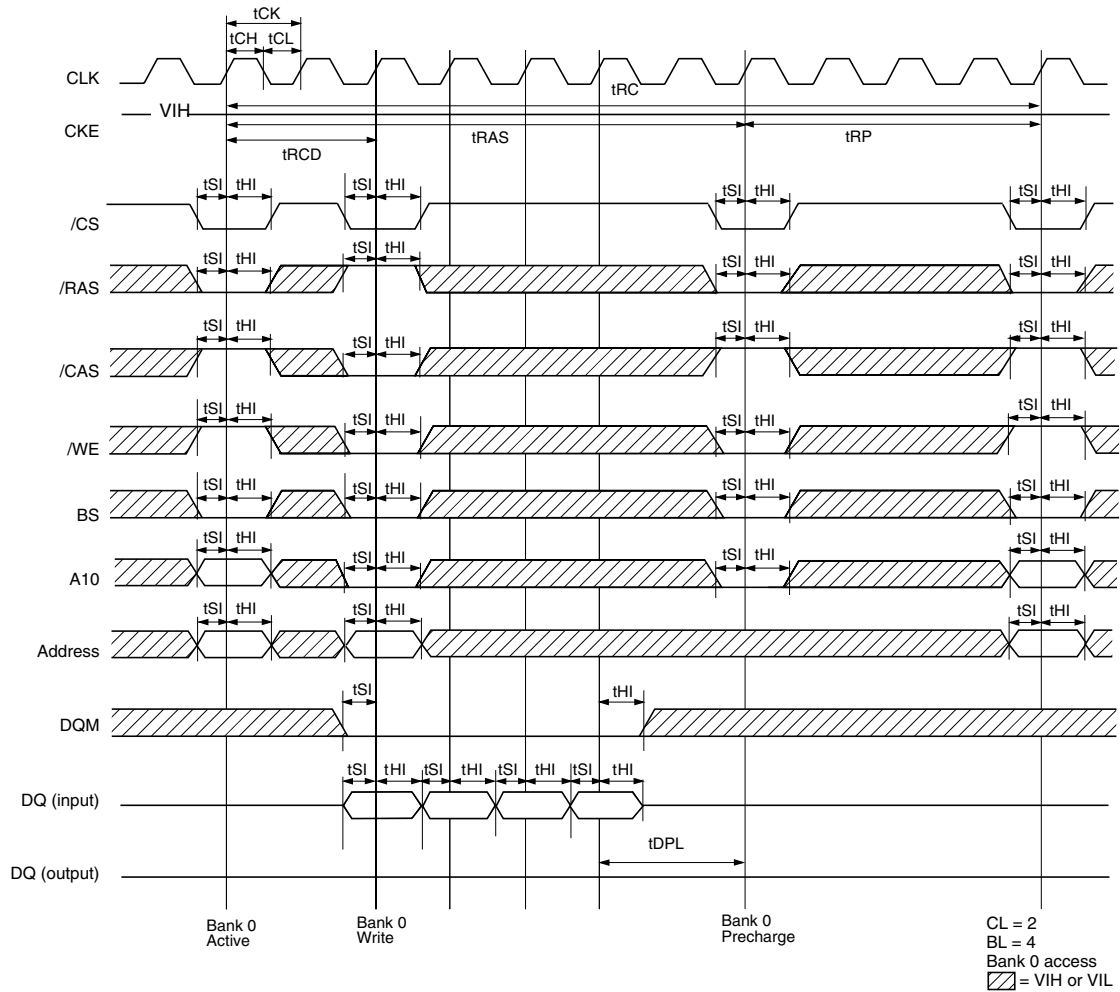 tCK
tCH tCL
CLK
tRC
VIH
CKE
tRAS tRP
tRCD
tSI tHI tSI tHI tSI tHI tSI tHI
/CS
tSI tHI
tSI tHI tSI tHI tSI tHI
/RAS
tSI tHI tSI tHI tSI tHI tSI tHI
/CAS
tSI tHI tSI tHI tSI tHI tSI tHI
/WE
tSI tHI tSI tHI tSI tHI tSI tHI
BS
tSI tHI tSI tHI tSI tHI tSI tHI
A10
tSI tHI tSI tHI tSI tHI
Address
tSI tHI
DQM
tSI tHI tSI tHI tSI tHI tSI tHI
DQ (input)
tDPL
DQ (output)
Bank 0
Active
Bank 0
Write
Bank 0
Precharge
CL = 2
BL = 4
Bank 0 access
= VIH or VIL